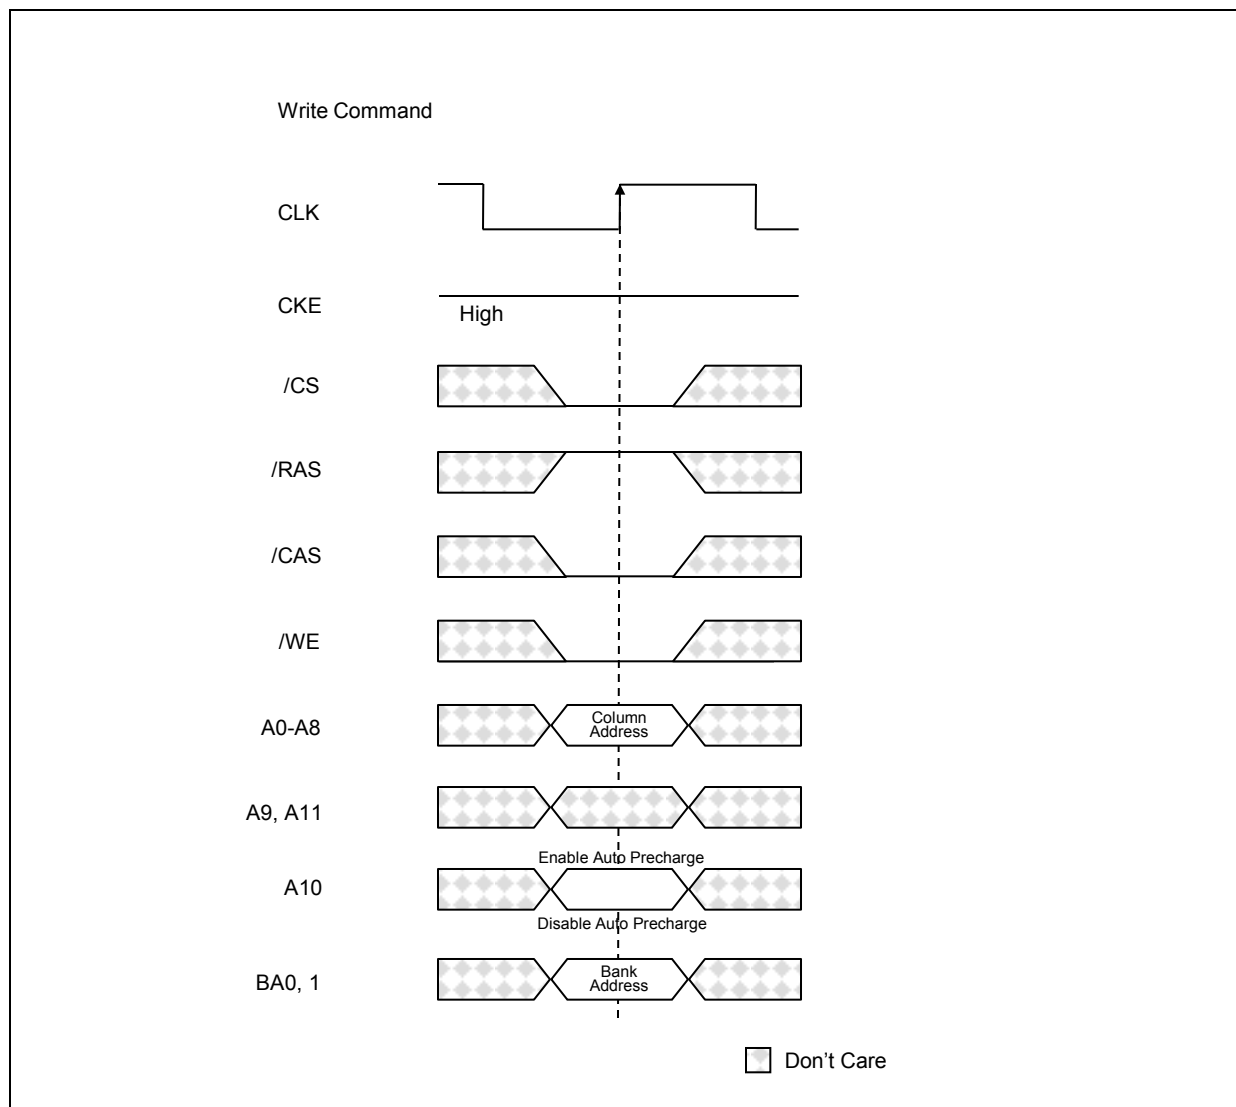 Write Command
CLK
CKE
High
/CS
/RAS
/CAS
/WE
A0-A8
Column
Address
A9, A11
Enable Auto Precharge
A10
Disable Auto Precharge
BA0, 1
Bank
Address
Don't Care